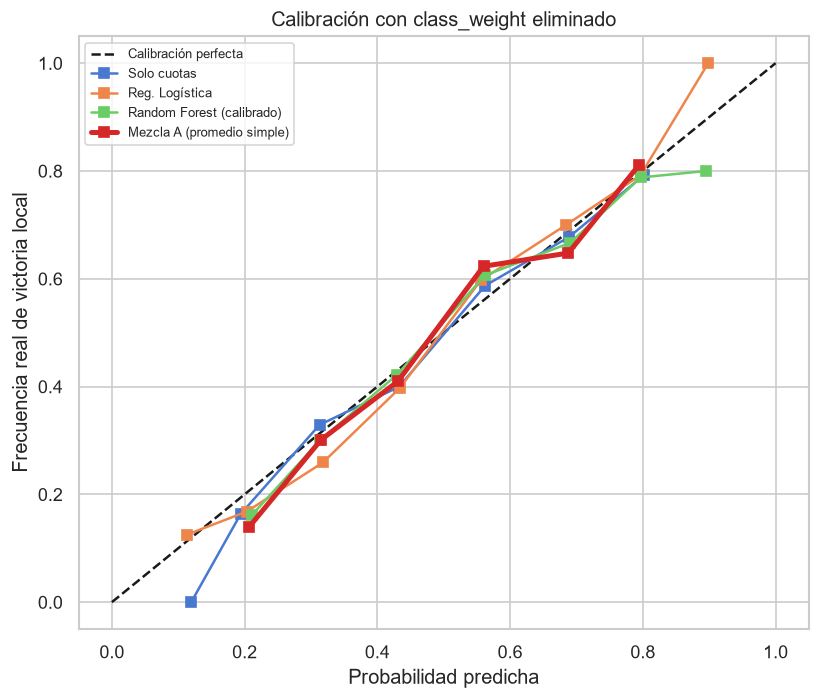 Calibración con class_weight eliminado
Calibración perfecta
Solo cuotas
Reg. Logística
Random Forest (calibrado)
Mezcla A (promedio simple)
Frecuencia real de victoria local
1.0
0.8
0.6
0.4
0.2
0.0
0.0 0.2 0.4 0.6 0.8 1.0
Probabilidad predicha